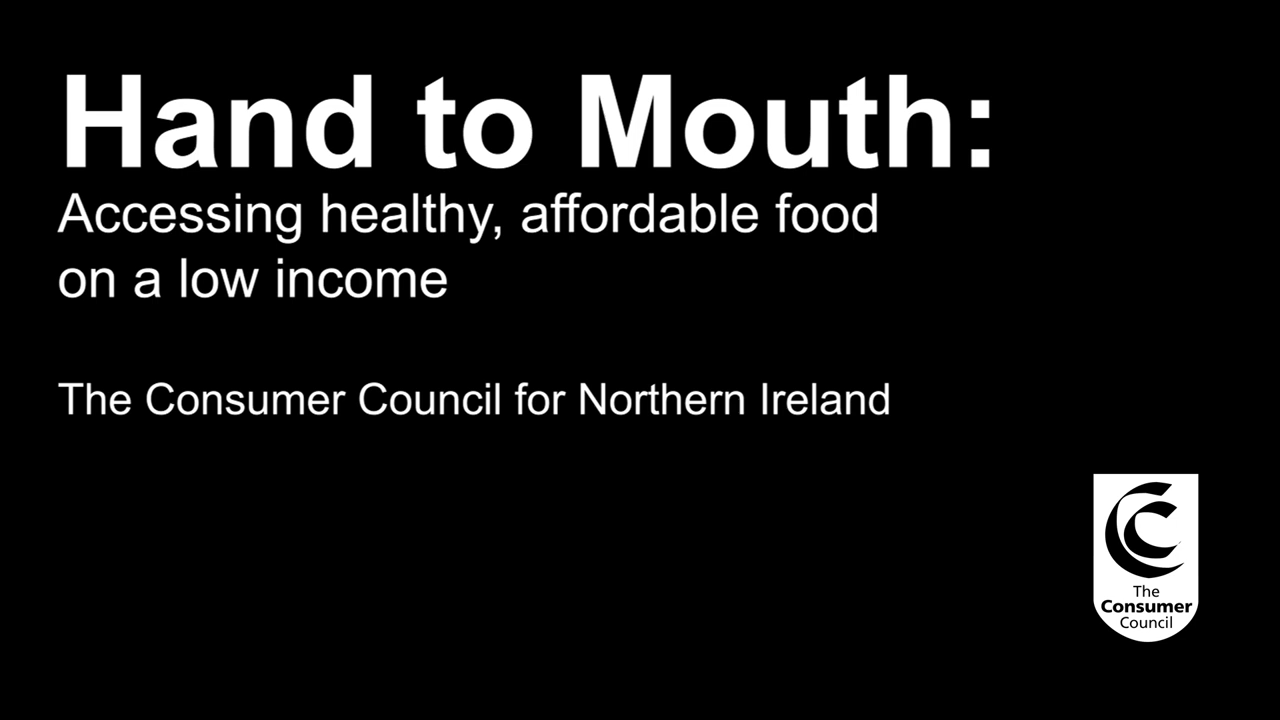 Hand to Mouth:
Accessing healthy, affordable food
on a low income
The Consumer Council for Northern Ireland
The
Consumer
Council